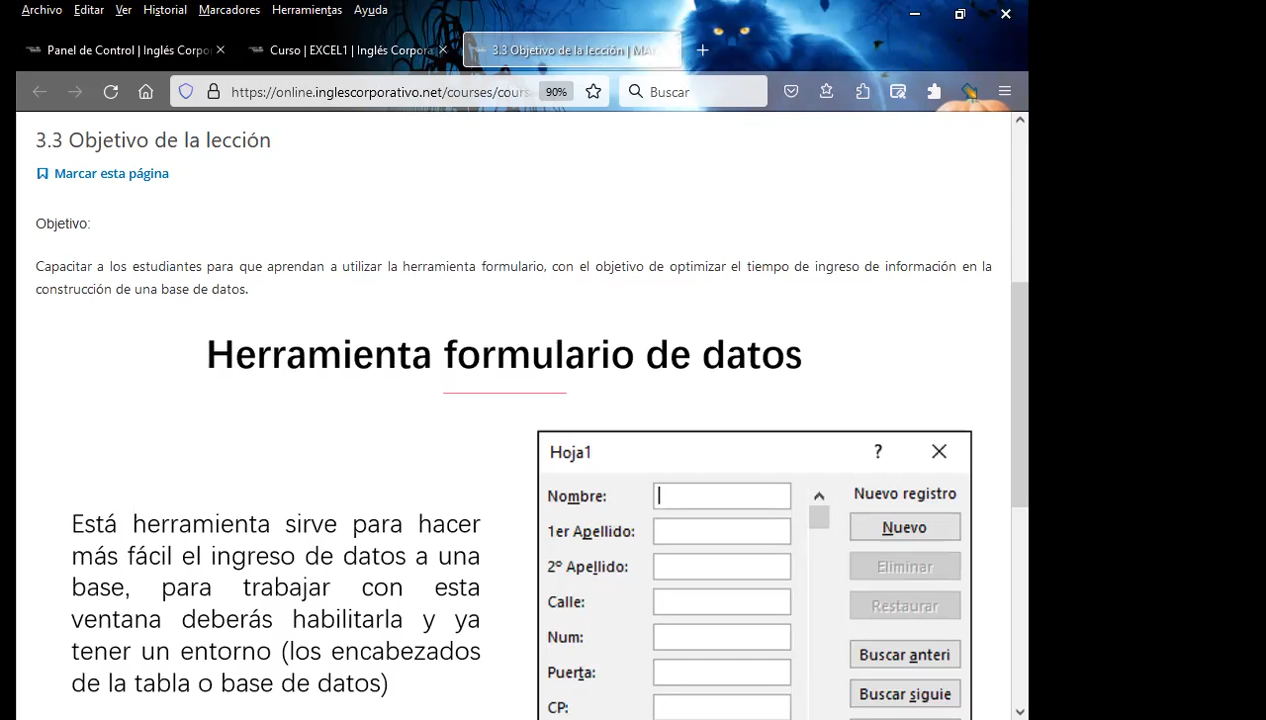 Archivo Editar Ver Historial Marcadores Herramientas Ayuda
Panel de Control | Inglés Corpo Curso | EXCEL1 | Inglés Corpora 3.3 Objetivo de la lección | MA
https://online.inglescorporativo.net/courses/cours 90% Buscar
3.3 Objetivo de la lección
Marcar esta página
Objetivo:
Capacitar a los estudiantes para que aprendan a utilizar la herramienta formulario, con el objetivo de optimizar el tiempo de ingreso de información en la
construcción de una base de datos.
Herramienta formulario de datos
Está herramienta sirve para hacer
más fácil el ingreso de datos a una
base, para trabajar con esta
ventana deberás habilitarla y ya
tener un entorno (los encabezados
de la tabla o base de datos)
Hoja1 ?
Nombre: Nuevo registro
1er Apellido: Nuevo
2º Apellido: Eliminar
Calle: Restaurar
Num:
Puerta: Buscar anteri
CP: Buscar siguie